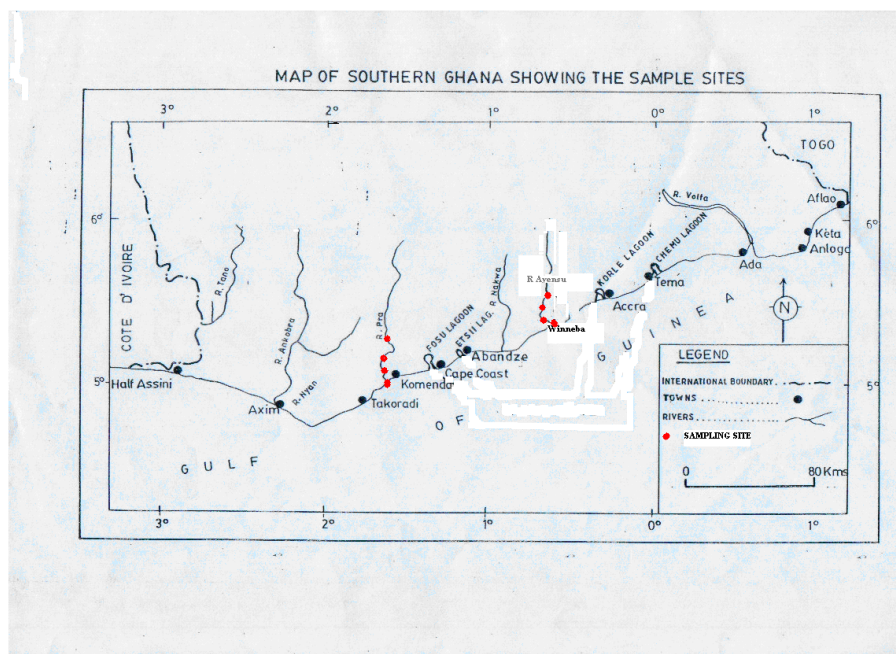 MAP OF SOUTHERN GHANA SHOWING THE SAMPLE SITES
3°
2°
1°
0°
1°
TOGO
Aflao
R. Volta
6°
6°
Keta
Anloga
CHEMU LAGOON
KORLE LAGOON
Ada
Tema
COTE D' IVOIRE
R. Tano
R Ayensu
R. Nakwa
Accra
R. Ankobra
R. Pra
FOSU LAGOON
ETSII LAG.
Winneba
Abandze
N
Half Assini
5°
Cape Coast
Komenda
5°
R. Nyan
Axim
Takoradi
GULF OF GUINEA
LEGEND
INTERNATIONAL BOUNDARY
TOWNS
RIVERS
SAMPLING SITE
0 80 Kms
3°
2°
1°
0°
1°